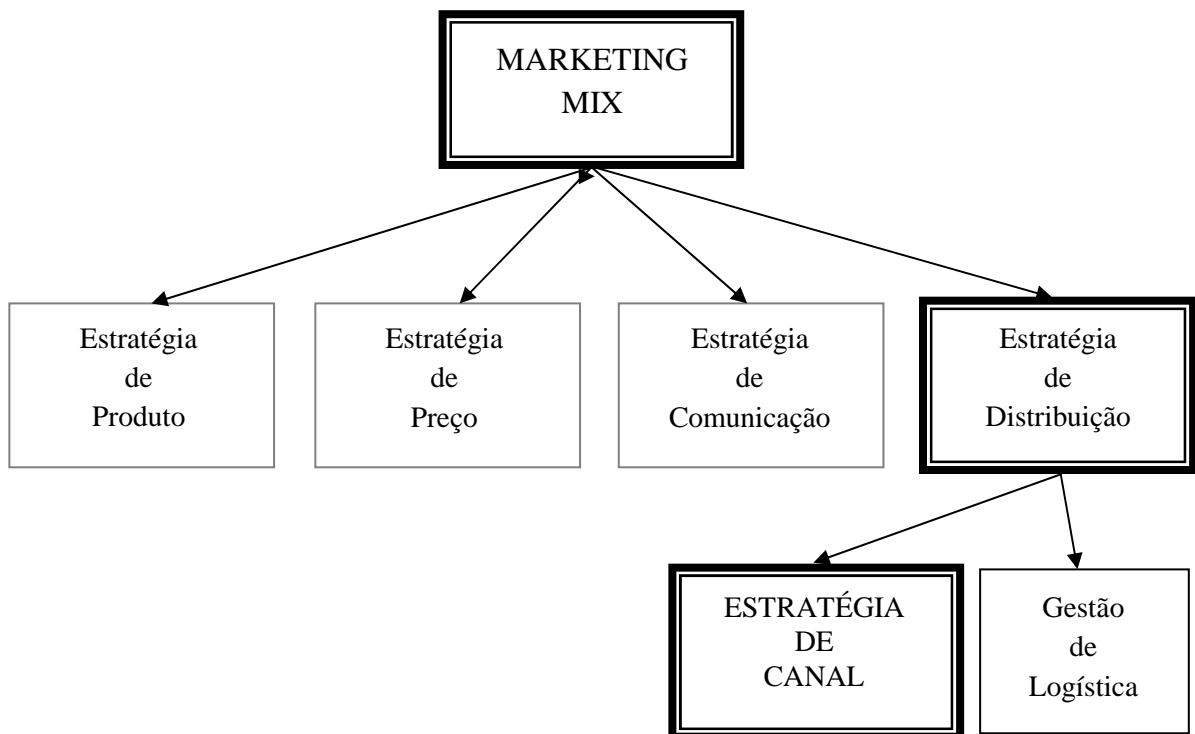 MARKETING
MIX
Estratégia
de
Produto
Estratégia
de
Preço
Estratégia
de
Comunicação
Estratégia
de
Distribuição
ESTRATÉGIA
DE
CANAL
Gestão
de
Logística